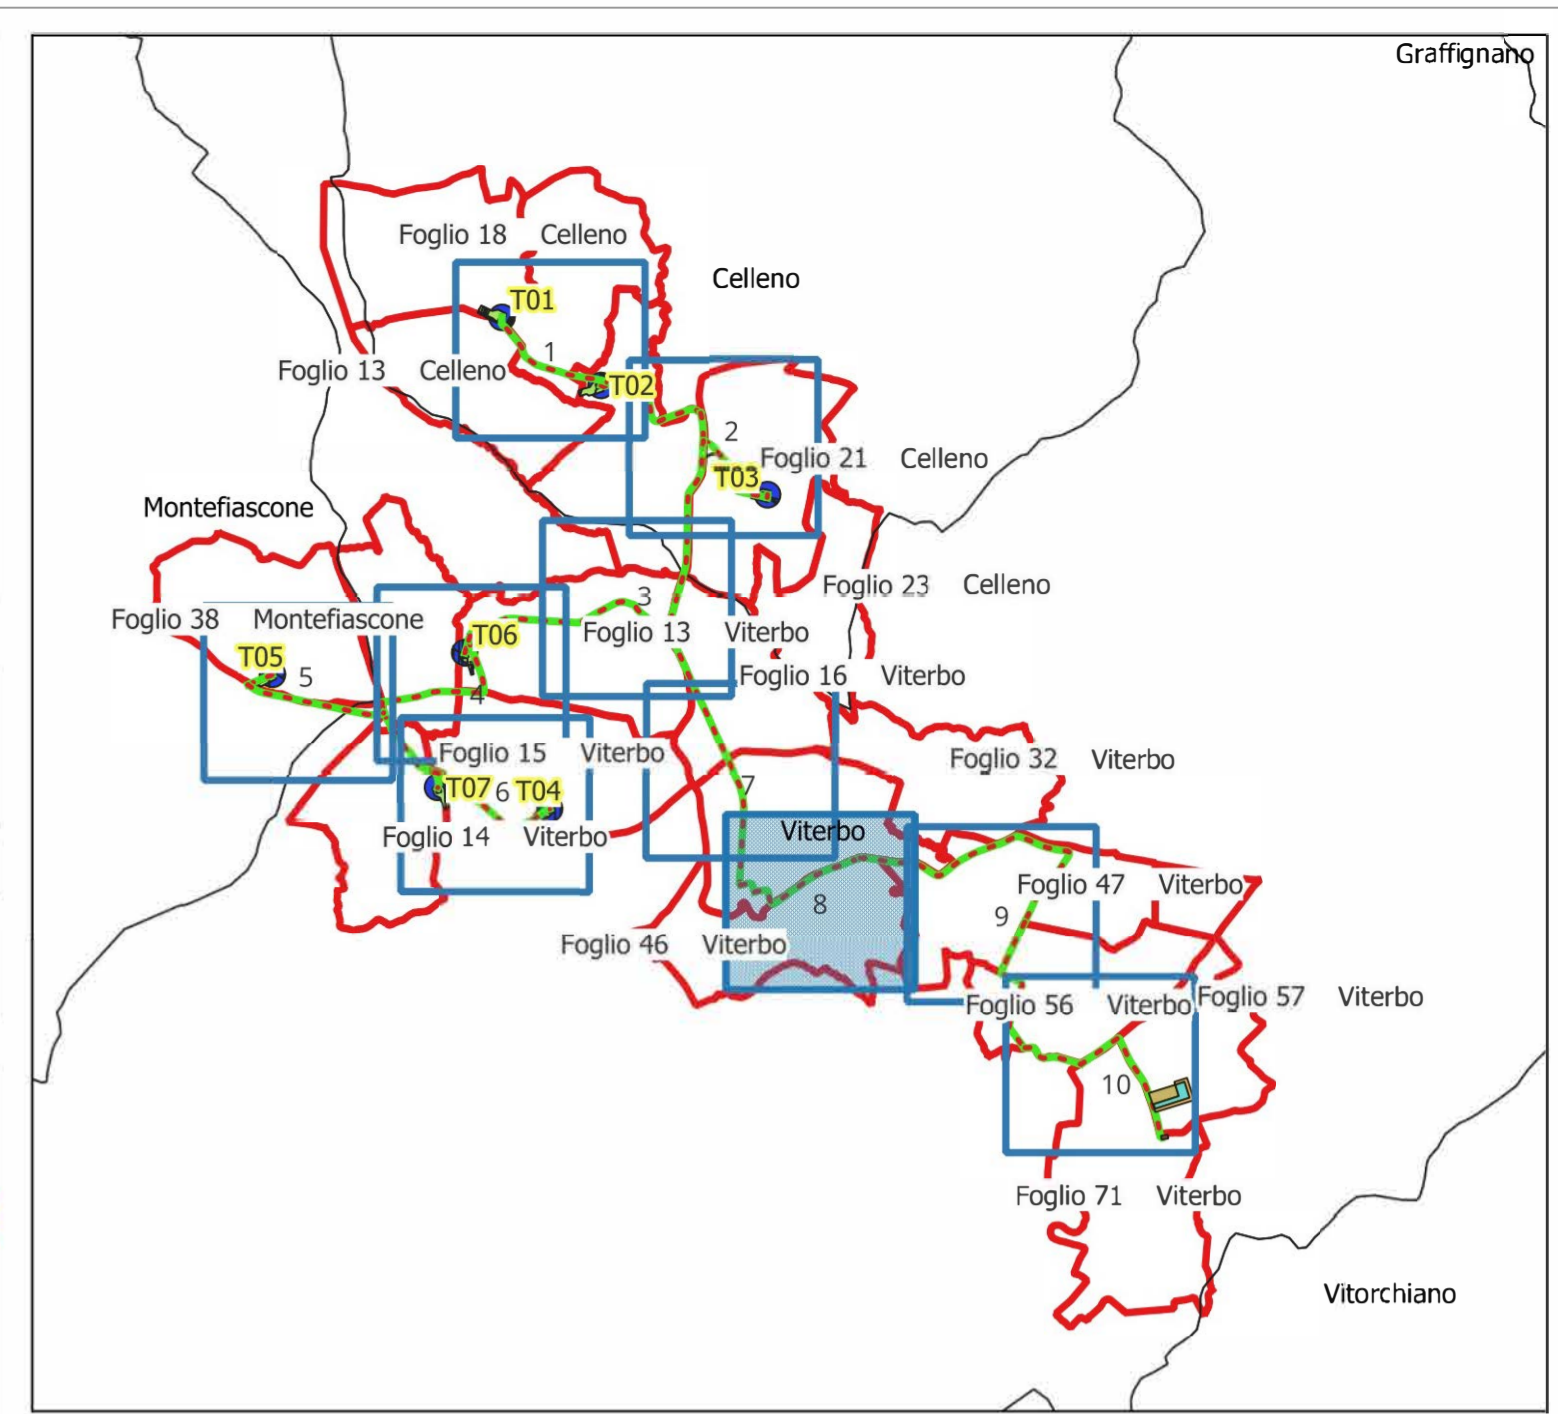 Graffignano
Foglio 18 Celleno
Celleno
T01
1
Foglio 13 Celleno
T02
2
Foglio 21 Celleno
T03
Montefiascone
Foglio 23 Celleno
3
Foglio 38 Montefiascone
Foglio 13 Viterbo
T06
T05
5
4
Foglio 16 Viterbo
Foglio 15 Viterbo
Foglio 32 Viterbo
7
T07 6 T04
Foglio 14 Viterbo
Viterbo
Foglio 47 Viterbo
8
9
Foglio 46 Viterbo
Foglio 56 Viterbo
Foglio 57 Viterbo
10
Foglio 71 Viterbo
Vitorchiano